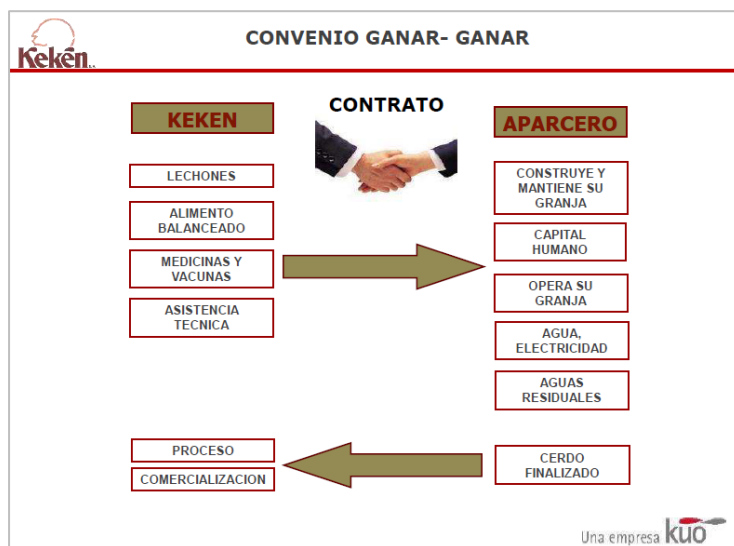 Kekén
CONVENIO GANAR- GANAR
CONTRATO
KEKEN
LECHONES
ALIMENTO
BALANCEADO
MEDICINAS Y
VACUNAS
ASISTENCIA
TECNICA
APARCERO
CONSTRUYE Y
MANTIENE SU
GRANJA
CAPITAL
HUMANO
OPERA SU
GRANJA
AGUA,
ELECTRICIDAD
AGUAS
RESIDUALES
PROCESO
COMERCIALIZACION
CERDO
FINALIZADO
Una empresa kuo